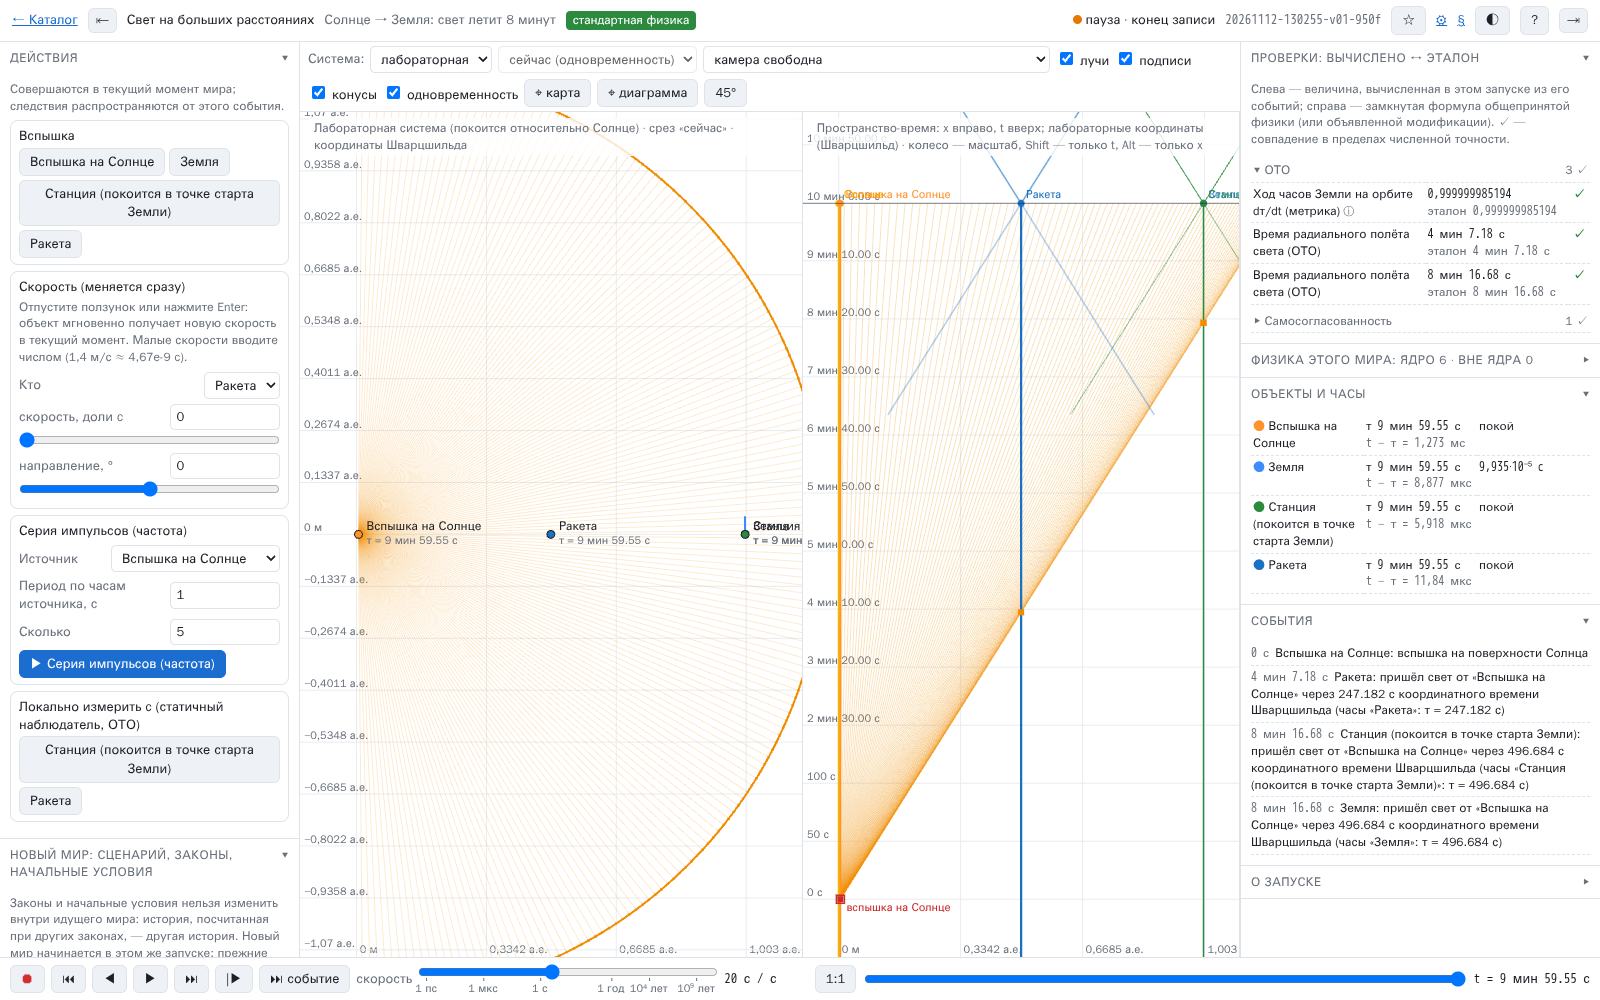 ← Каталог ⇤ Свет на больших расстояниях Солнце → Земля: свет летит 8 минут стандартная физика
пауза · конец записи 20261112-130255-v01-950f ☆ ⚙ § ? ⇥
ДЕЙСТВИЯ
Совершаются в текущий момент мира;
следствия распространяются от этого события.
Вспышка
Вспышка на Солнце Земля
Станция (покоится в точке старта
Земли)
Ракета
Скорость (меняется сразу)
Отпустите ползунок или нажмите Enter:
объект мгновенно получает новую скорость
в текущий момент. Малые скорости вводите
числом (1,4 м/с ≈ 4,67e-9 c).
Кто Ракета
скорость, доли c 0
направление, ° 0
Серия импульсов (частота)
Источник Вспышка на Солнце
Период по часам
источника, с 1
Сколько 5
▶ Серия импульсов (частота)
Локально измерить c (статичный
наблюдатель, ОТО)
Станция (покоится в точке старта
Земли)
Ракета
НОВЫЙ МИР: СЦЕНАРИЙ, ЗАКОНЫ,
НАЧАЛЬНЫЕ УСЛОВИЯ
Законы и начальные условия нельзя изменить
внутри идущего мира: история, посчитанная
при других законах, — другая история. Новый
мир начинается в этом же запуске; прежние
Система: лабораторная сейчас (одновременность) камера свободна лучи подписи
конусы одновременность ⌖ карта ⌖ диаграмма 45°
1,07 а.е.
Лабораторная система (покоится относительно Солнце) · срез «сейчас» ·
координаты Шварцшильда
0,9358 а.е.
0,8022 а.е.
0,6685 а.е.
0,5348 а.е.
0,4011 а.е.
0,2674 а.е.
0,1337 а.е.
0 м
−0,1337 а.е.
−0,2674 а.е.
−0,4011 а.е.
−0,5348 а.е.
−0,6685 а.е.
−0,8022 а.е.
−0,9358 а.е.
−1,07 а.е.
0 м 0,3342 а.е. 0,6685 а.е. 1,003 а.е.
Вспышка на Солнце
τ = 9 мин 59.55 с
Ракета
τ = 9 мин 59.55 с
τ = 9 мин
Пространство-время: x вправо, t вверх; лабораторные координаты
(Шварцшильд) · колесо — масштаб, Shift — только t, Alt — только x
10 мин 0.00 с
Вспышка на Солнце
Ракета
9 мин 10.00 с
8 мин 20.00 с
7 мин 30.00 с
6 мин 40.00 с
5 мин 50.00 с
5 мин 0.00 с
4 мин 10.00 с
3 мин 20.00 с
2 мин 30.00 с
100 с
50 с
0 с
вспышка на Солнце
0 м 0,3342 а.е. 0,6685 а.е. 1,003
ПРОВЕРКИ: ВЫЧИСЛЕНО ↔ ЭТАЛОН
Слева — величина, вычисленная в этом запуске из его
событий; справа — замкнутая формула общепринятой
физики (или объявленной модификации). ✓ —
совпадение в пределах численной точности.
ОТО 3 ✓
Ход часов Земли на орбите 0,999999985194 ✓
dτ/dt (метрика) ⓘ эталон 0,999999985194
Время радиального полёта 4 мин 7.18 с ✓
света (ОТО) эталон 4 мин 7.18 с
Время радиального полёта 8 мин 16.68 с ✓
света (ОТО) эталон 8 мин 16.68 с
Самосогласованность 1 ✓
ФИЗИКА ЭТОГО МИРА: ЯДРО 6 · ВНЕ ЯДРА 0
ОБЪЕКТЫ И ЧАСЫ
Вспышка на τ 9 мин 59.55 с покой
Солнце t − τ = 1,273 мс
Земля τ 9 мин 59.55 с 9,935·10⁻⁵ c
t − τ = 8,877 мкс
Станция τ 9 мин 59.55 с покой
(покоится в точке t − τ = 5,918 мкс
старта Земли)
Ракета τ 9 мин 59.55 с покой
t − τ = 11,84 мкс
СОБЫТИЯ
0 с Вспышка на Солнце: вспышка на поверхности Солнца
4 мин 7.18 с Ракета: пришёл свет от «Вспышка на
Солнце» через 247.182 с координатного времени
Шварцшильда (часы «Ракета»: τ = 247.182 с)
8 мин 16.68 с Станция (покоится в точке старта Земли):
пришёл свет от «Вспышка на Солнце» через 496.684 с
координатного времени Шварцшильда (часы «Станция
(покоится в точке старта Земли)»: τ = 496.684 с)
8 мин 16.68 с Земля: пришёл свет от «Вспышка на
Солнце» через 496.684 с координатного времени
Шварцшильда (часы «Земля»: τ = 496.684 с)
О ЗАПУСКЕ
⏭ событие скорость 1 пс 1 мкс 1 с 1 год 10⁴ лет 10⁹ лет 20 с / с 1:1 t = 9 мин 59.55 с